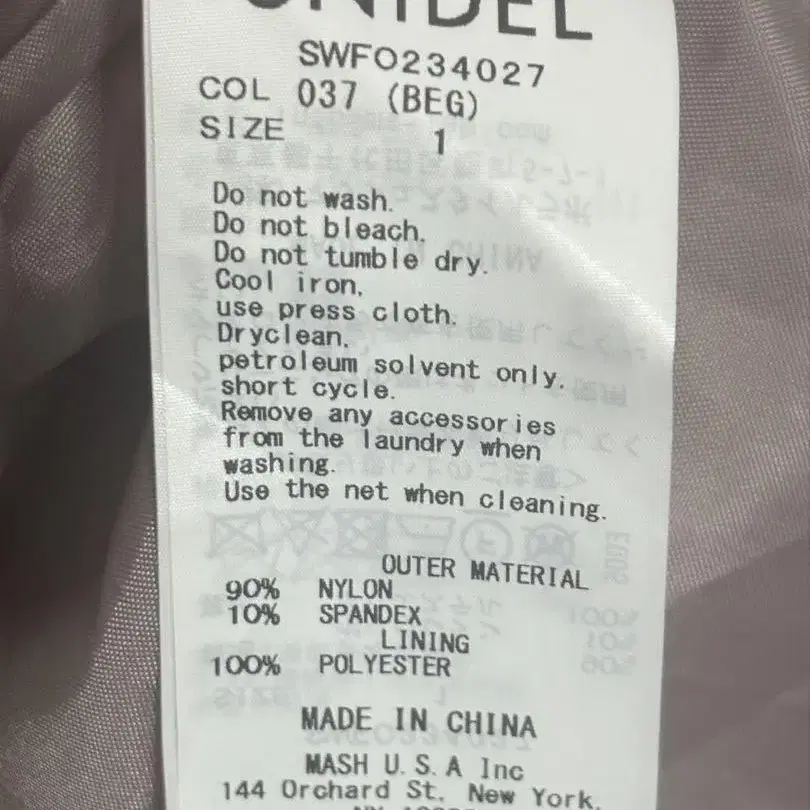 SWFO234027
COL 037 (BEG)
SIZE 1
Do not wash.
Do not bleach.
Do not tumble dry.
Cool iron.
use press cloth.
Dryclean.
petroleum solvent only.
short cycle.
Remove any accessories
from the laundry when
washing.
Use the net when cleaning.
OUTER MATERIAL
90% NYLON
10% SPANDEX
LINING
100% POLYESTER
MADE IN CHINA
MASH U.S.A Inc
144 Orchard St. New York.